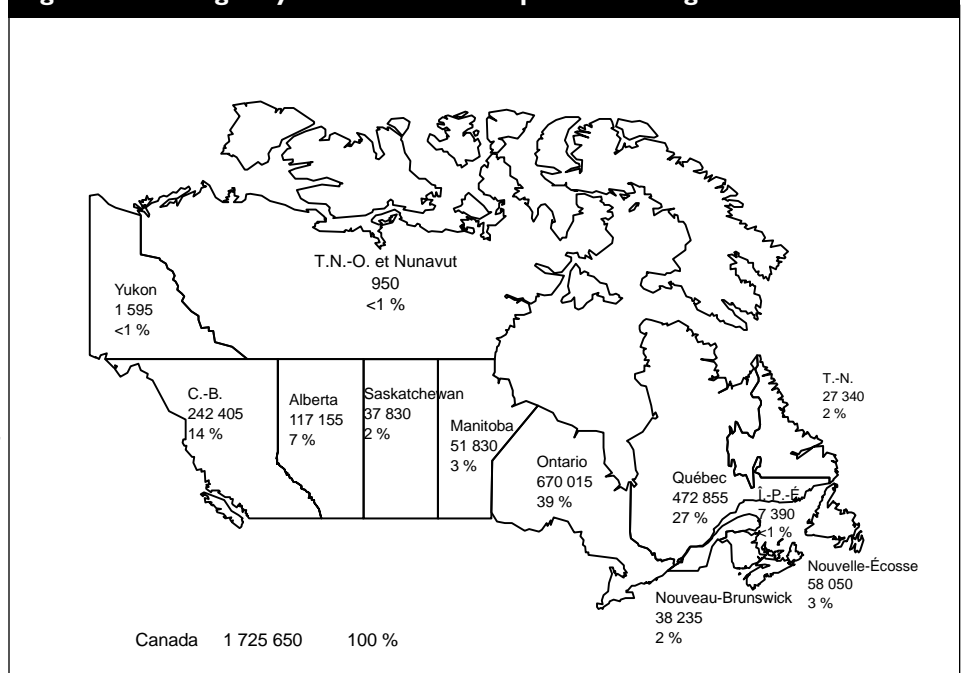 T.N.-O. et Nunavut
950
<1 %
Yukon
1 595
<1 %
C.-B.
242 405
14 %
Alberta
117 155
7 %
Saskatchewan
37 830
2 %
Manitoba
51 830
3 %
Ontario
670 015
39 %
Québec
472 855
27 %
T.-N.
27 340
2 %
Î.-P.-É.
7 390
<1 %
Nouvelle-Écosse
58 050
3 %
Nouveau-Brunswick
38 235
2 %
Canada 1 725 650 100 %